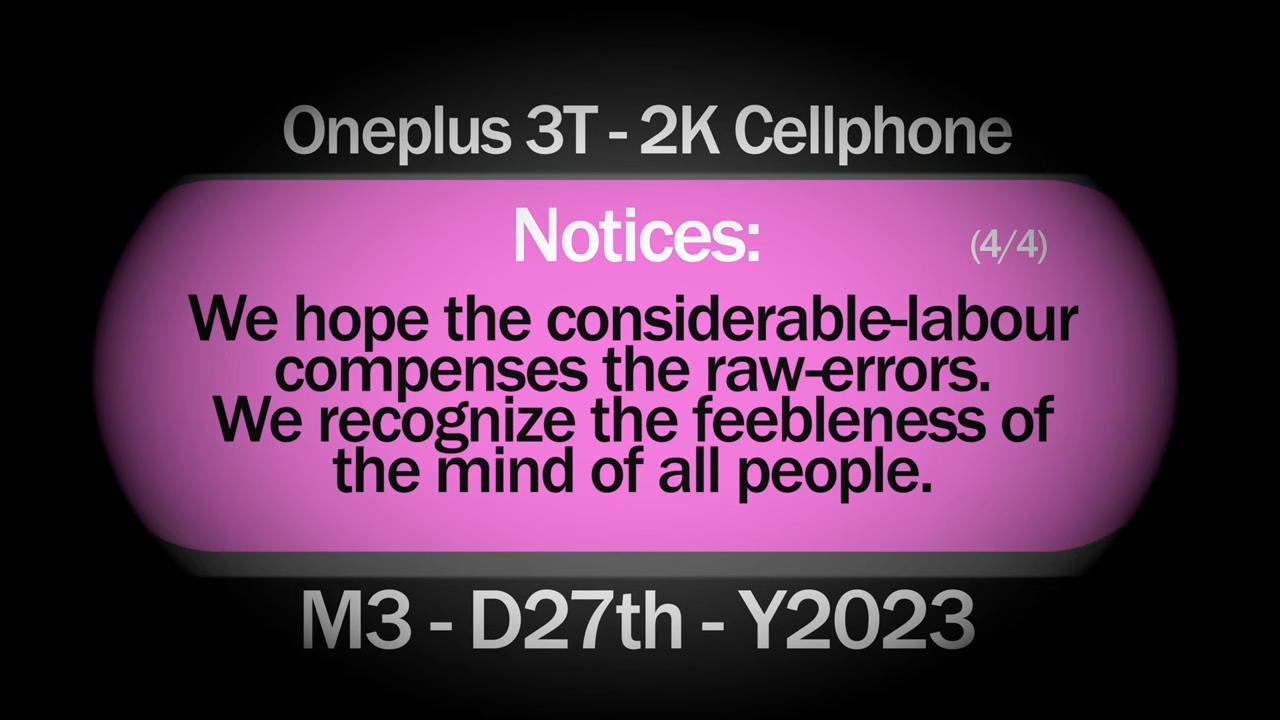 Oneplus 3T - 2K Cellphone
Notices:
(4/4)
We hope the considerable-labour
compenses the raw-errors.
We recognize the feebleness of
the mind of all people.
M3 - D27th - Y2023